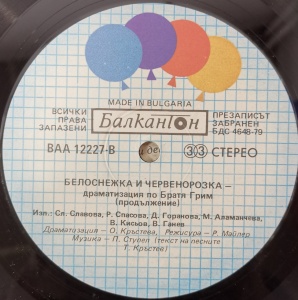 MADE IN BULGARIA
ВСИЧКИ ПРАВА ЗАПАЗЕНИ
Балкантон
ПРЕЗАПИСЪТ ЗАБРАНЕН
БДС 4648-79
ВАА 12227-В
33 СТЕРЕО
БЕЛОСНЕЖКА И ЧЕРВЕНОРОЗКА –
драматизация по Братя Грим
(продължение)
Изп.: Сл. Славова, Р. Спасова, Д. Горанова, М. Аламанчева,
В. Касъов, В. Ганев
Драматизация – О. Кръстева, Режисура – Р. Майлер
Музика – П. Ступел (текст на песните
Т. Кръстев)